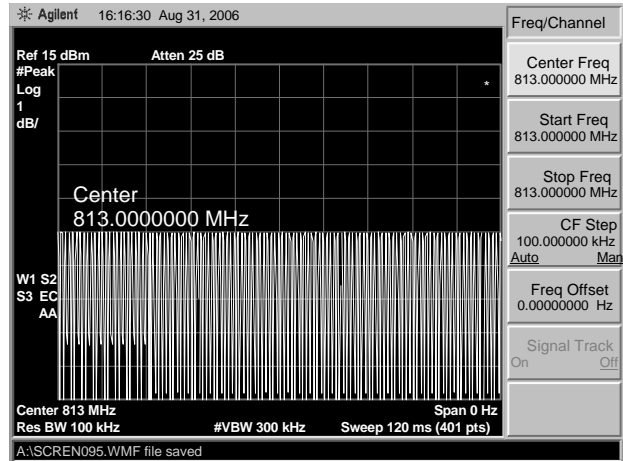 Agilent 16:16:30 Aug 31, 2006
Freq/Channel
Ref 15 dBm Atten 25 dB
#Peak
Log
1
dB/
*
Center
813.0000000 MHz
W1 S2
S3 EC
AA
Center 813 MHz Span 0 Hz
Res BW 100 kHz #VBW 300 kHz Sweep 120 ms (401 pts)
A:\SCREN095.WMF file saved
Center Freq
813.000000 MHz
Start Freq
813.000000 MHz
Stop Freq
813.000000 MHz
CF Step
100.000000 kHz
Auto Man
Freq Offset
0.00000000 Hz
Signal Track
On Off